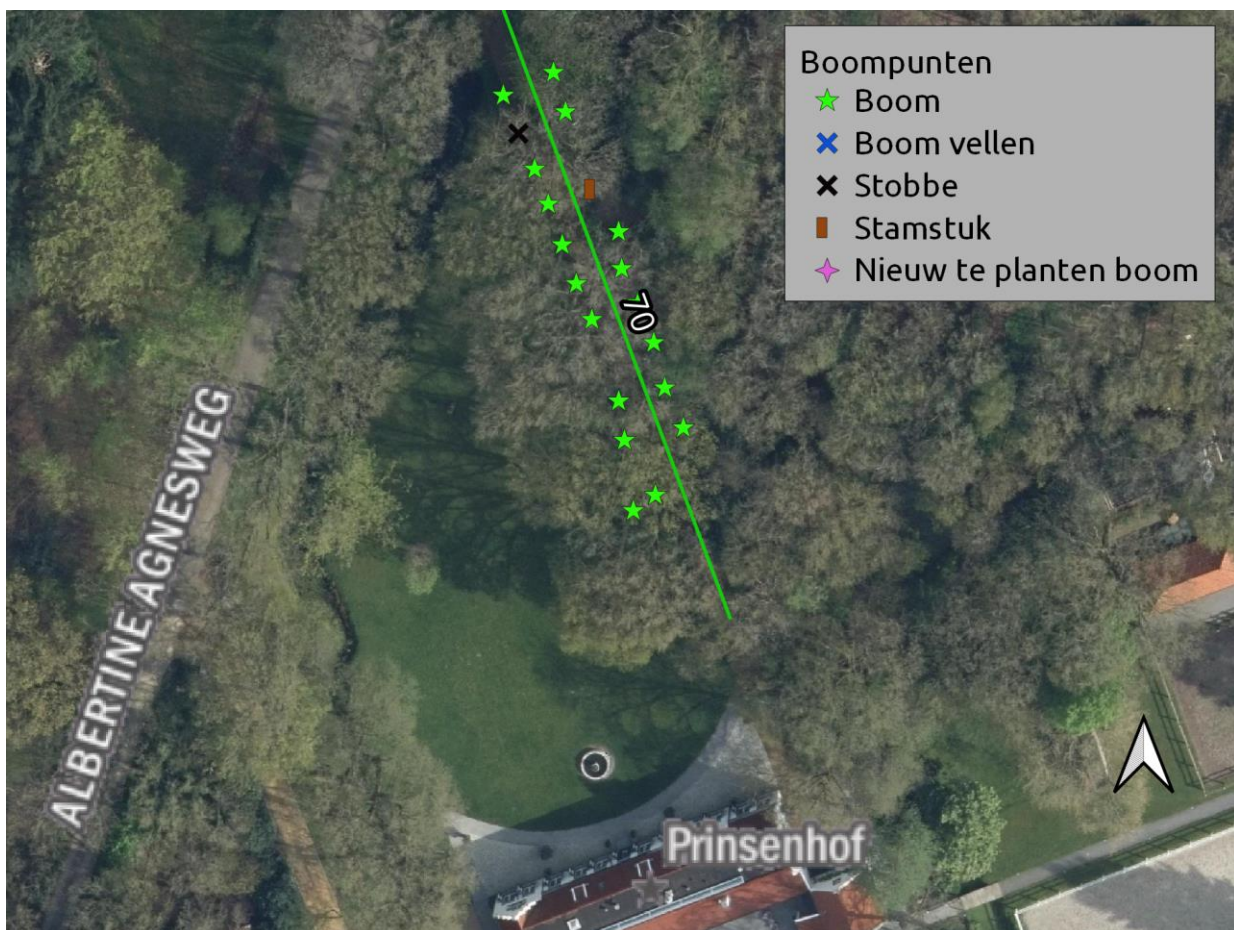 Boompunten
Boom
Boom vellen
Stobbe
Stamstuk
Nieuw te planten boom
70
ALBERTINE AGNESWEG
Prinsenhof